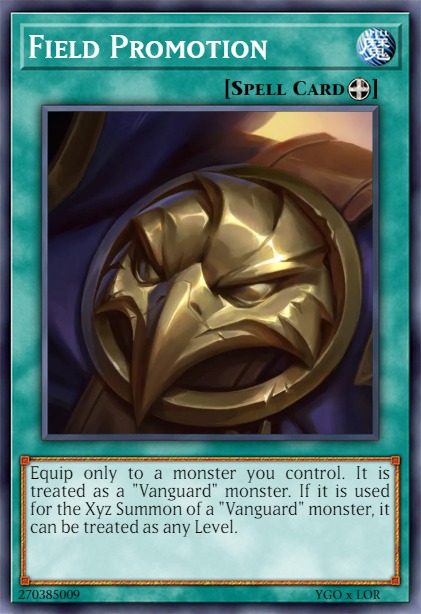 Field Promotion
魔
[Spell Card]
Equip only to a monster you control. It is
treated as a "Vanguard" monster. If it is used
for the Xyz Summon of a "Vanguard" monster, it
can be treated as any Level.
270385009 YGO x LOR